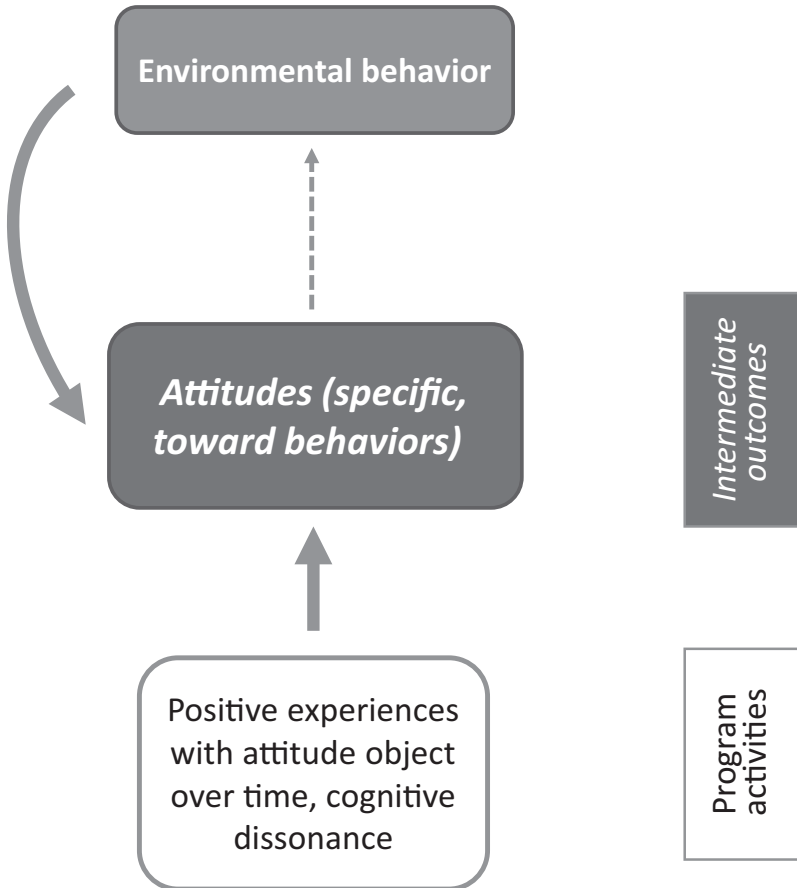 Environmental behavior
Attitudes (specific,
toward behaviors)
Intermediate
outcomes
Positive experiences
with attitude object
over time, cognitive
dissonance
Program
activities